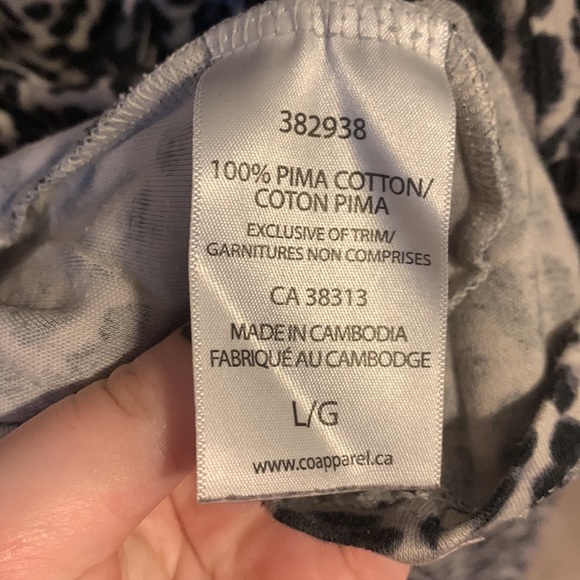 382938
100% PIMA COTTON/
COTON PIMA
EXCLUSIVE OF TRIM/
GARNITURES NON COMPRISES
CA 38313
MADE IN CAMBODIA
FABRIQUÉ AU CAMBODGE
L/G
www.coapparel.ca